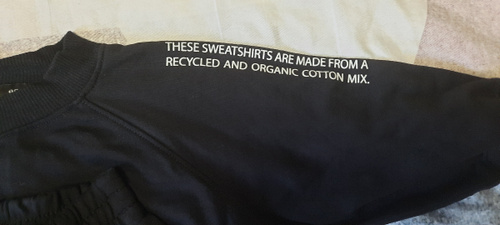 THESE SWEATSHIRTS ARE MADE FROM A
RECYCLED AND ORGANIC COTTON MIX.